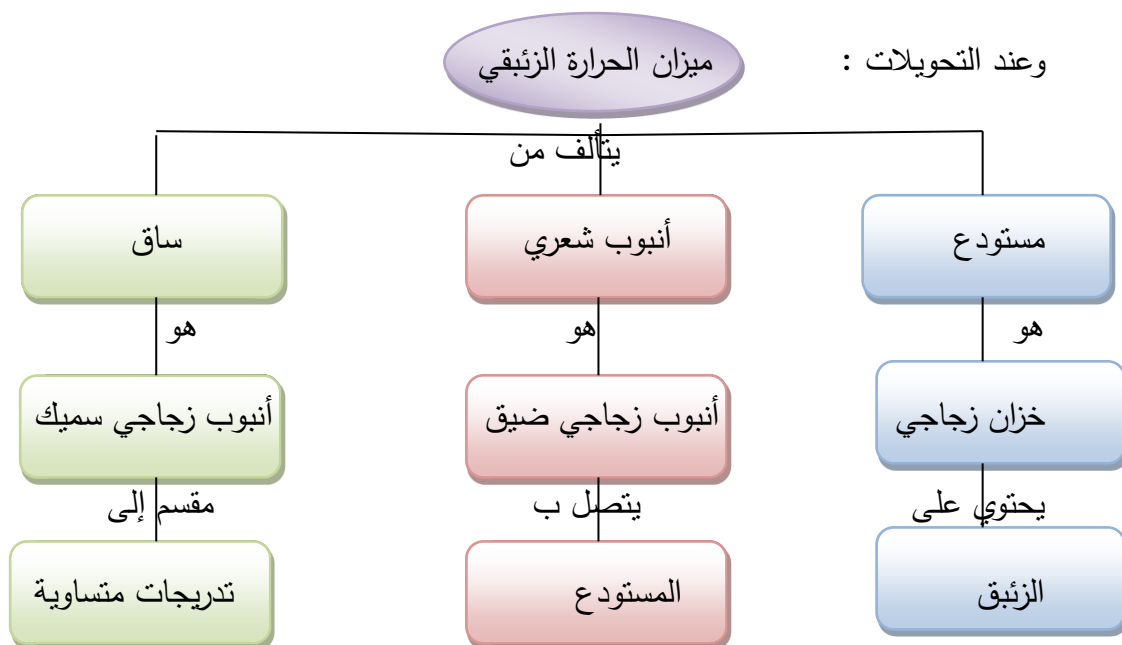 وعند التحويلات :
ميزان الحرارة الزئبقي
يتألف من
مستودع
أنبوب شعري
ساق
هو
هو
هو
خزان زجاجي
أنبوب زجاجي ضيق
أنبوب زجاجي سميك
يحتوي على
يتصل ب
مقسم إلى
الزئبق
المستودع
تدريجات متساوية